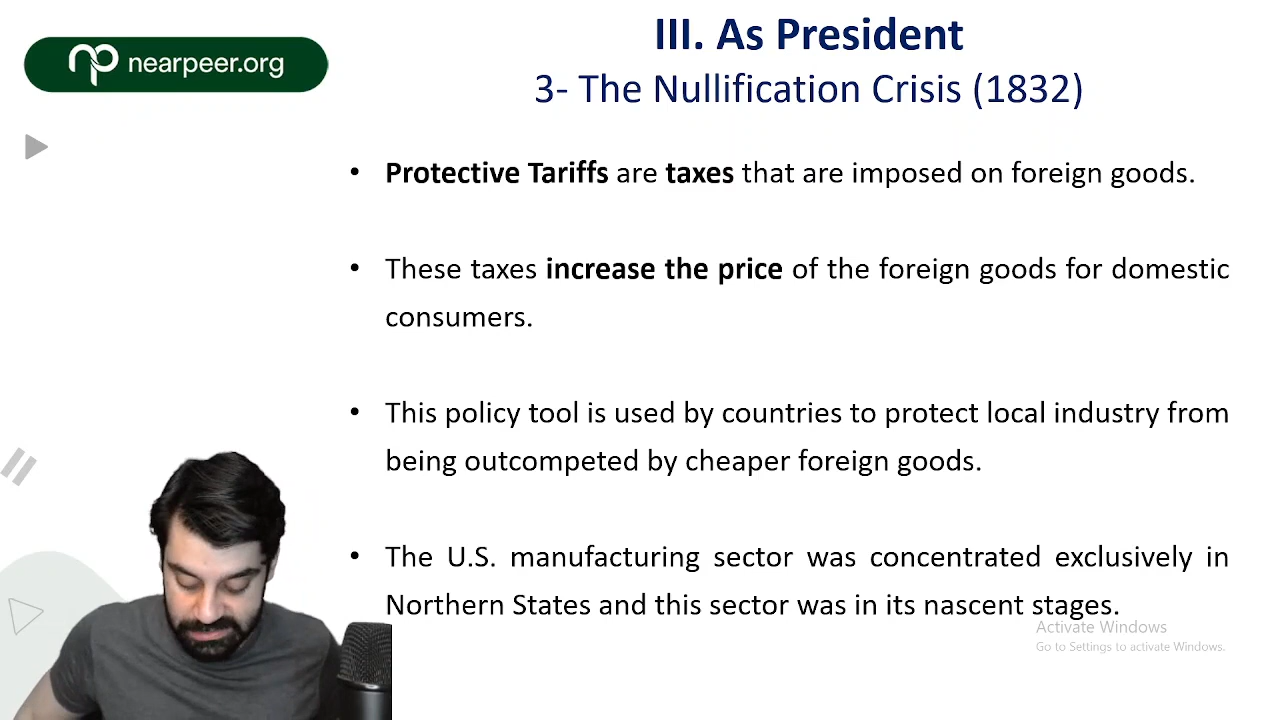 III. As President
nearpeer.org
3- The Nullification Crisis (1832)
• Protective Tariffs are taxes that are imposed on foreign goods.
• These taxes increase the price of the foreign goods for domestic
consumers.
• This policy tool is used by countries to protect local industry from
being outcompeted by cheaper foreign goods.
• The U.S. manufacturing sector was concentrated exclusively in
Northern States and this sector was in its nascent stages.
Activate Windows
Go to Settings to activate Windows.